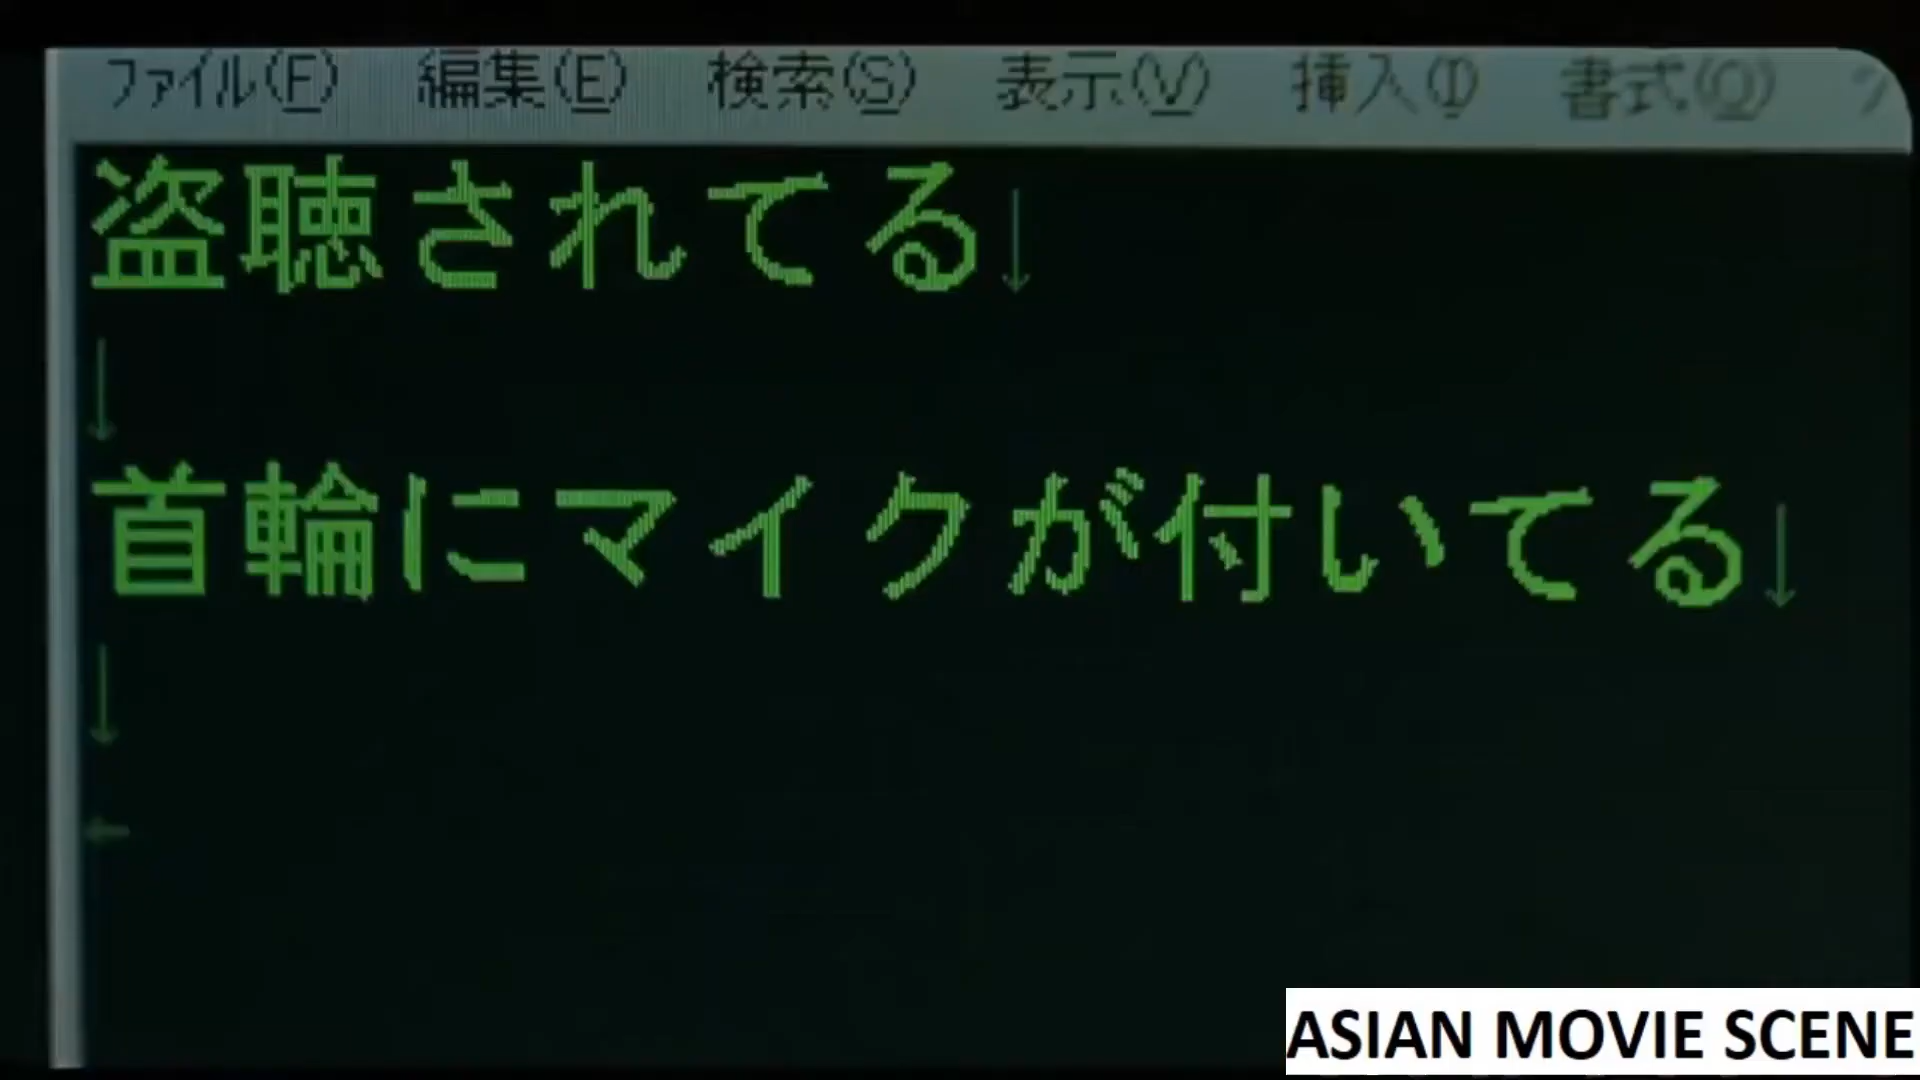 ファイル(F) 編集(E) 検索(S) 表示(V) 挿入(I) 書式(O)
盗聴されてる↓
↓
首輪にマイクが付いてる↓
↓
←
ASIAN MOVIE SCENE